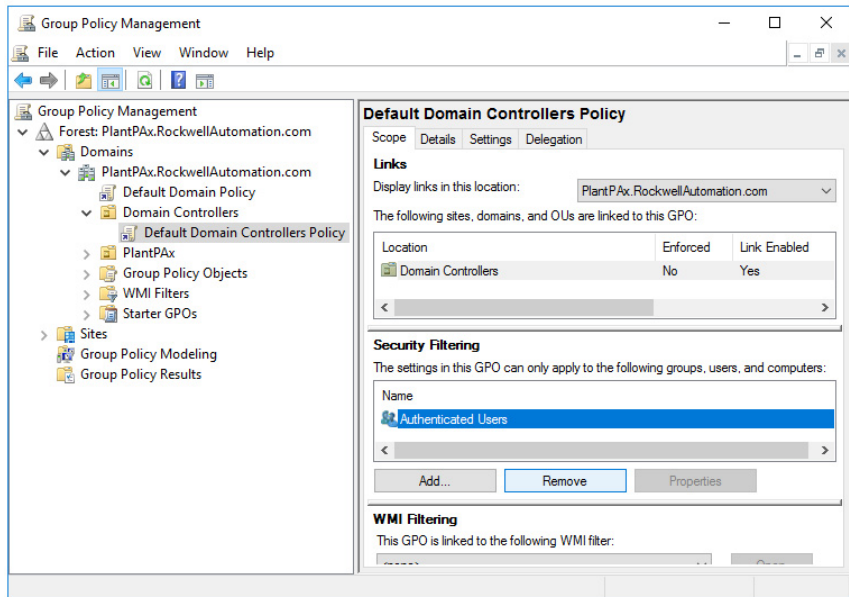 Group Policy Management
File Action View Window Help
Group Policy Management
Forest: PlantPAx.RockwellAutomation.com
Domains
PlantPAx.RockwellAutomation.com
Default Domain Policy
Domain Controllers
Default Domain Controllers Policy
PlantPAx
Group Policy Objects
WMI Filters
Starter GPOs
Sites
Group Policy Modeling
Group Policy Results
Default Domain Controllers Policy
Scope Details Settings Delegation
Links
Display links in this location: PlantPAx.RockwellAutomation.com
The following sites, domains, and OUs are linked to this GPO:
Location Enforced Link Enabled
Domain Controllers No Yes
Security Filtering
The settings in this GPO can only apply to the following groups, users, and computers:
Name
Authenticated Users
Add... Remove Properties
WMI Filtering
This GPO is linked to the following WMI filter: